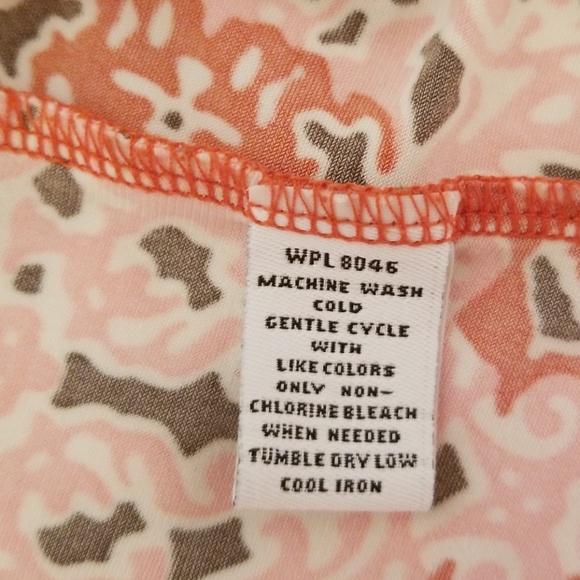 WPL 8046
MACHINE WASH
COLD
GENTLE CYCLE
WITH
LIKE COLORS
ONLY NON-
CHLORINE BLEACH
WHEN NEEDED
TUMBLE DRY LOW
COOL IRON